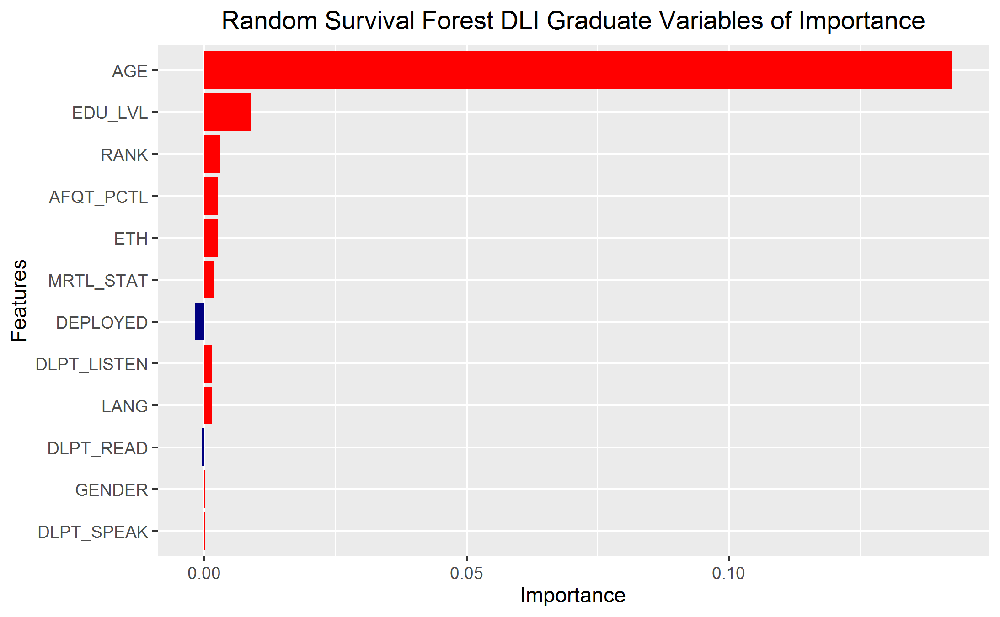 Random Survival Forest DLI Graduate Variables of Importance
Features
AGE
EDU_LVL
RANK
AFQT_PCTL
ETH
MRTL_STAT
DEPLOYED
DLPT_LISTEN
LANG
DLPT_READ
GENDER
DLPT_SPEAK
0.00 0.05 0.10
Importance